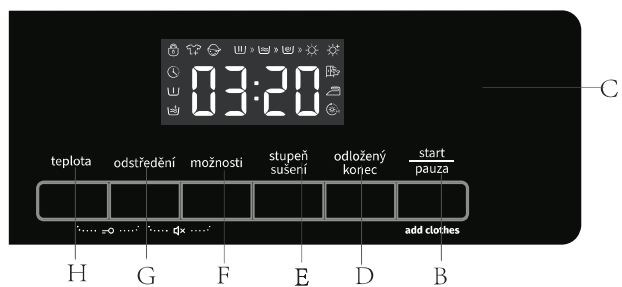 03:20
C
teplota
odstředění
možnosti
stupeň
sušení
odložený
konec
start
pauza
add clothes
H
G
F
E
D
B